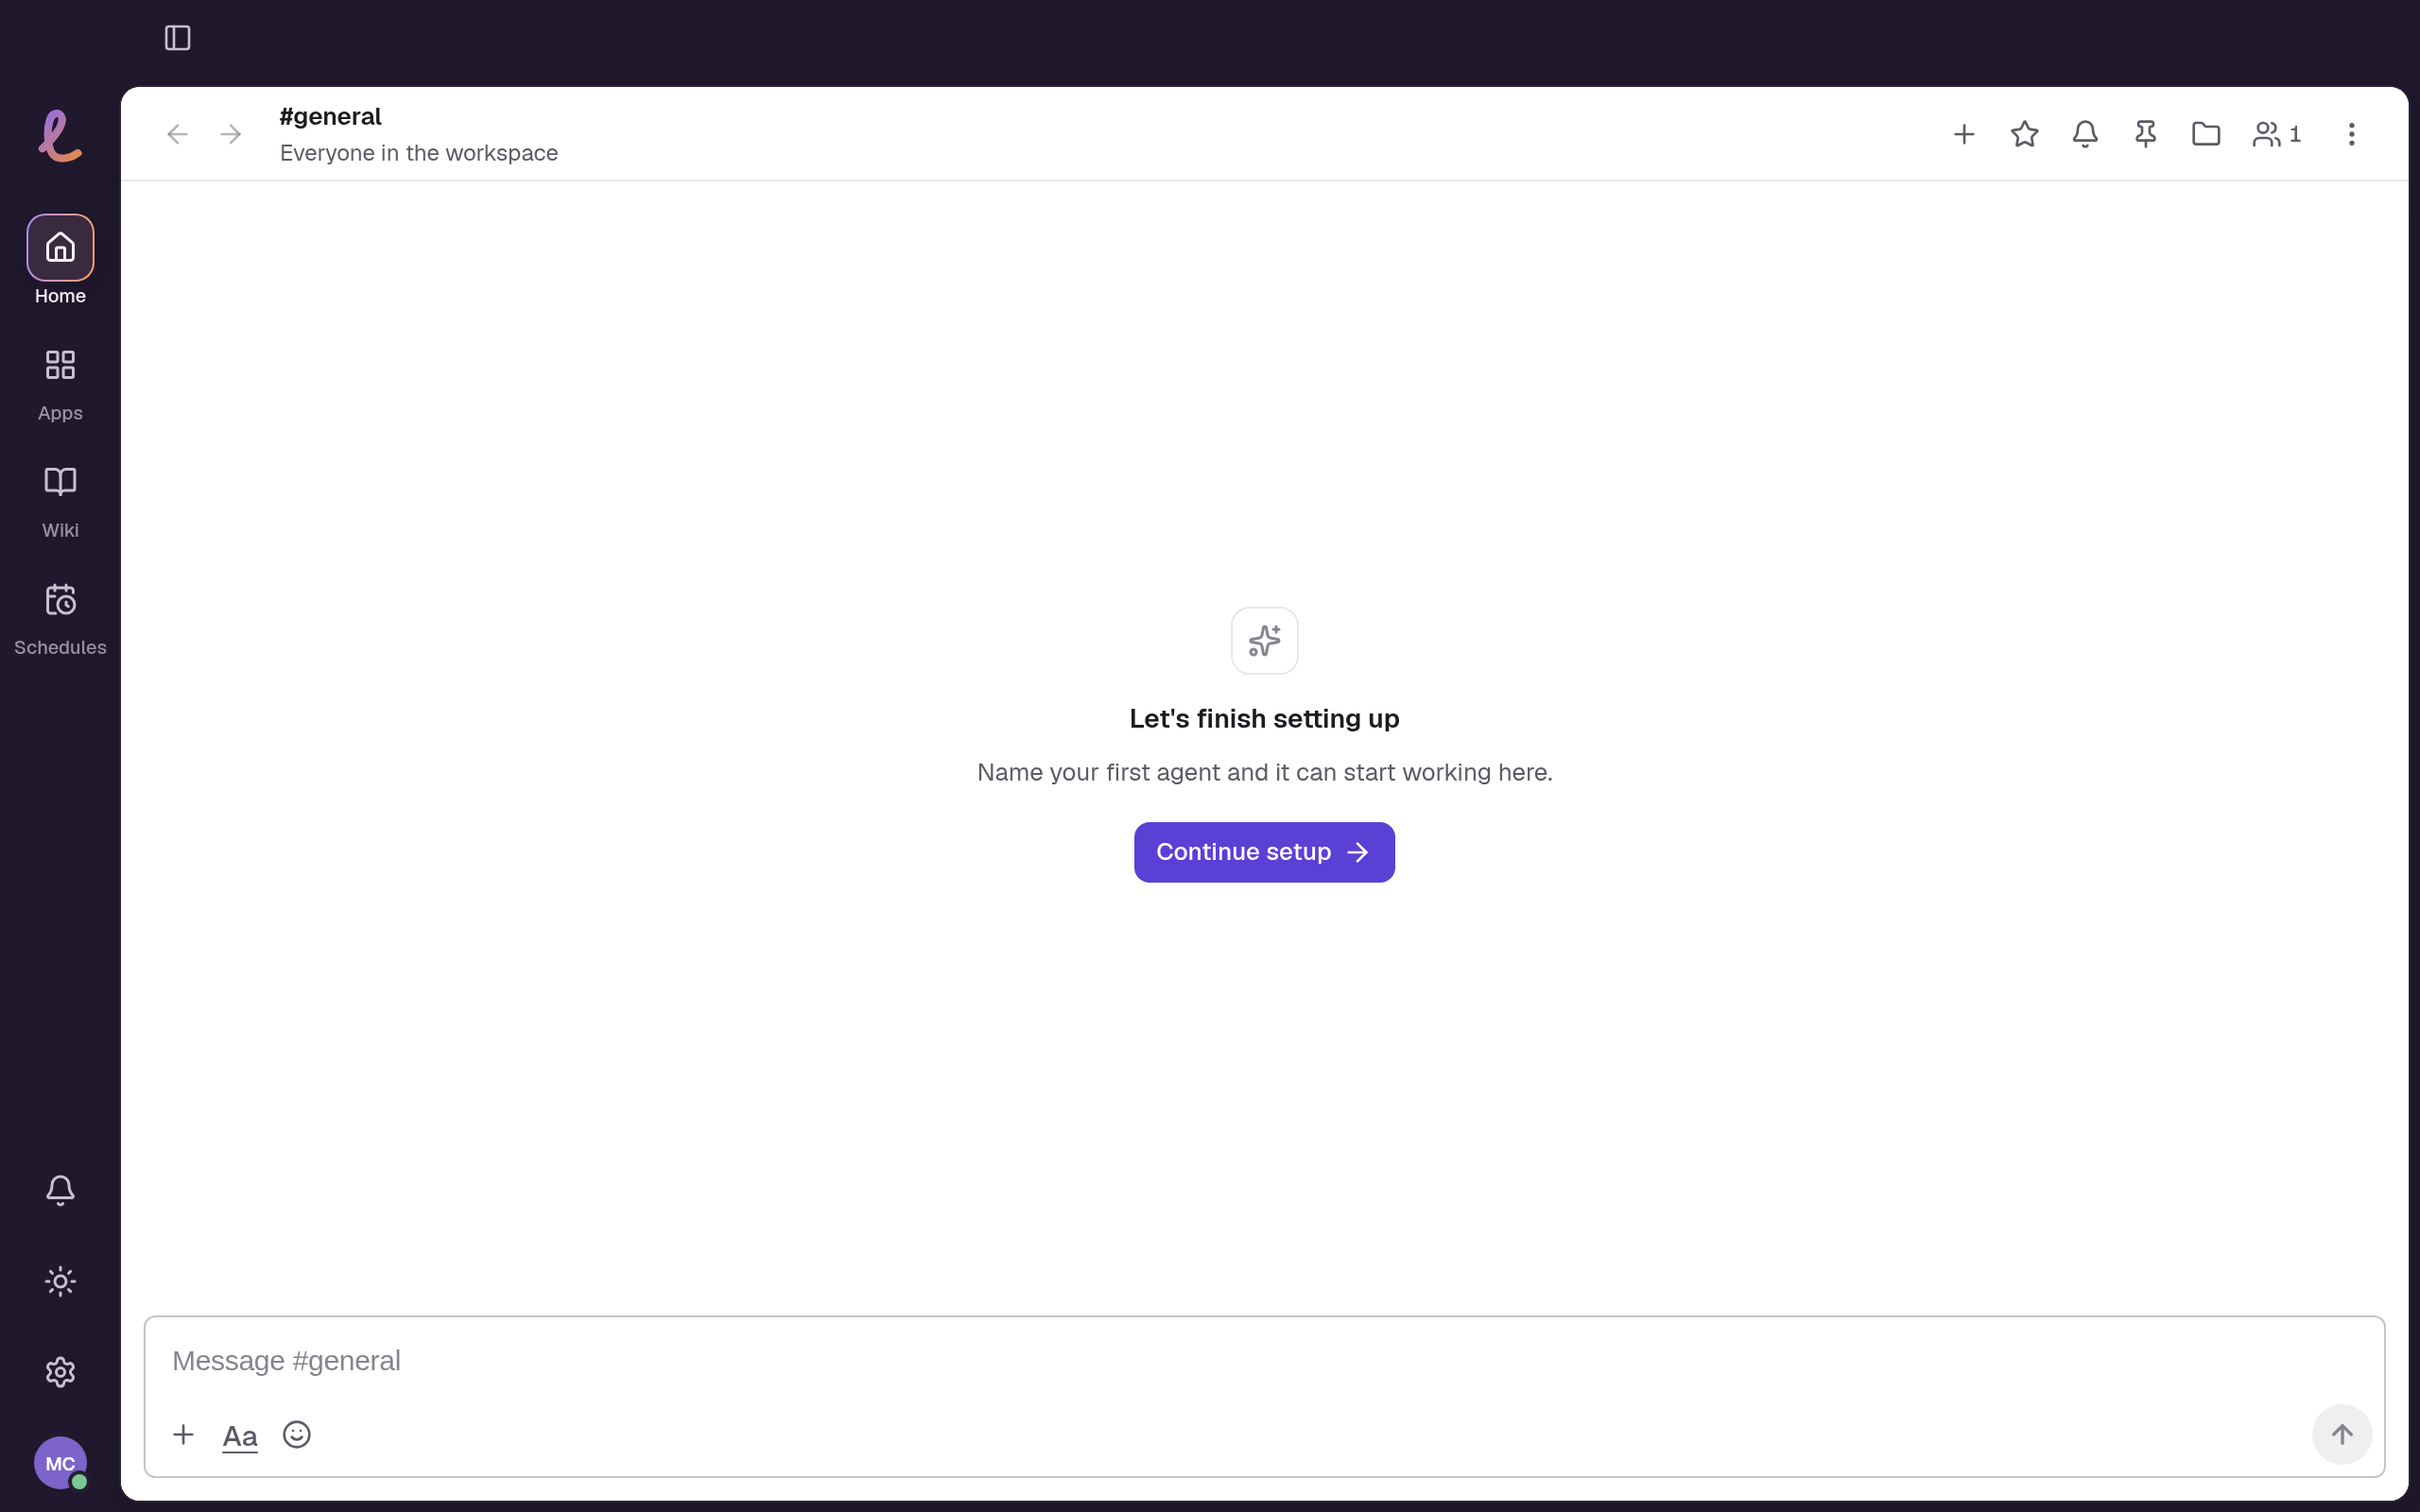 #general
Everyone in the workspace
1
Home
Apps
Wiki
Schedules
Let's finish setting up
Name your first agent and it can start working here.
Continue setup
Message #general
Aa
MC